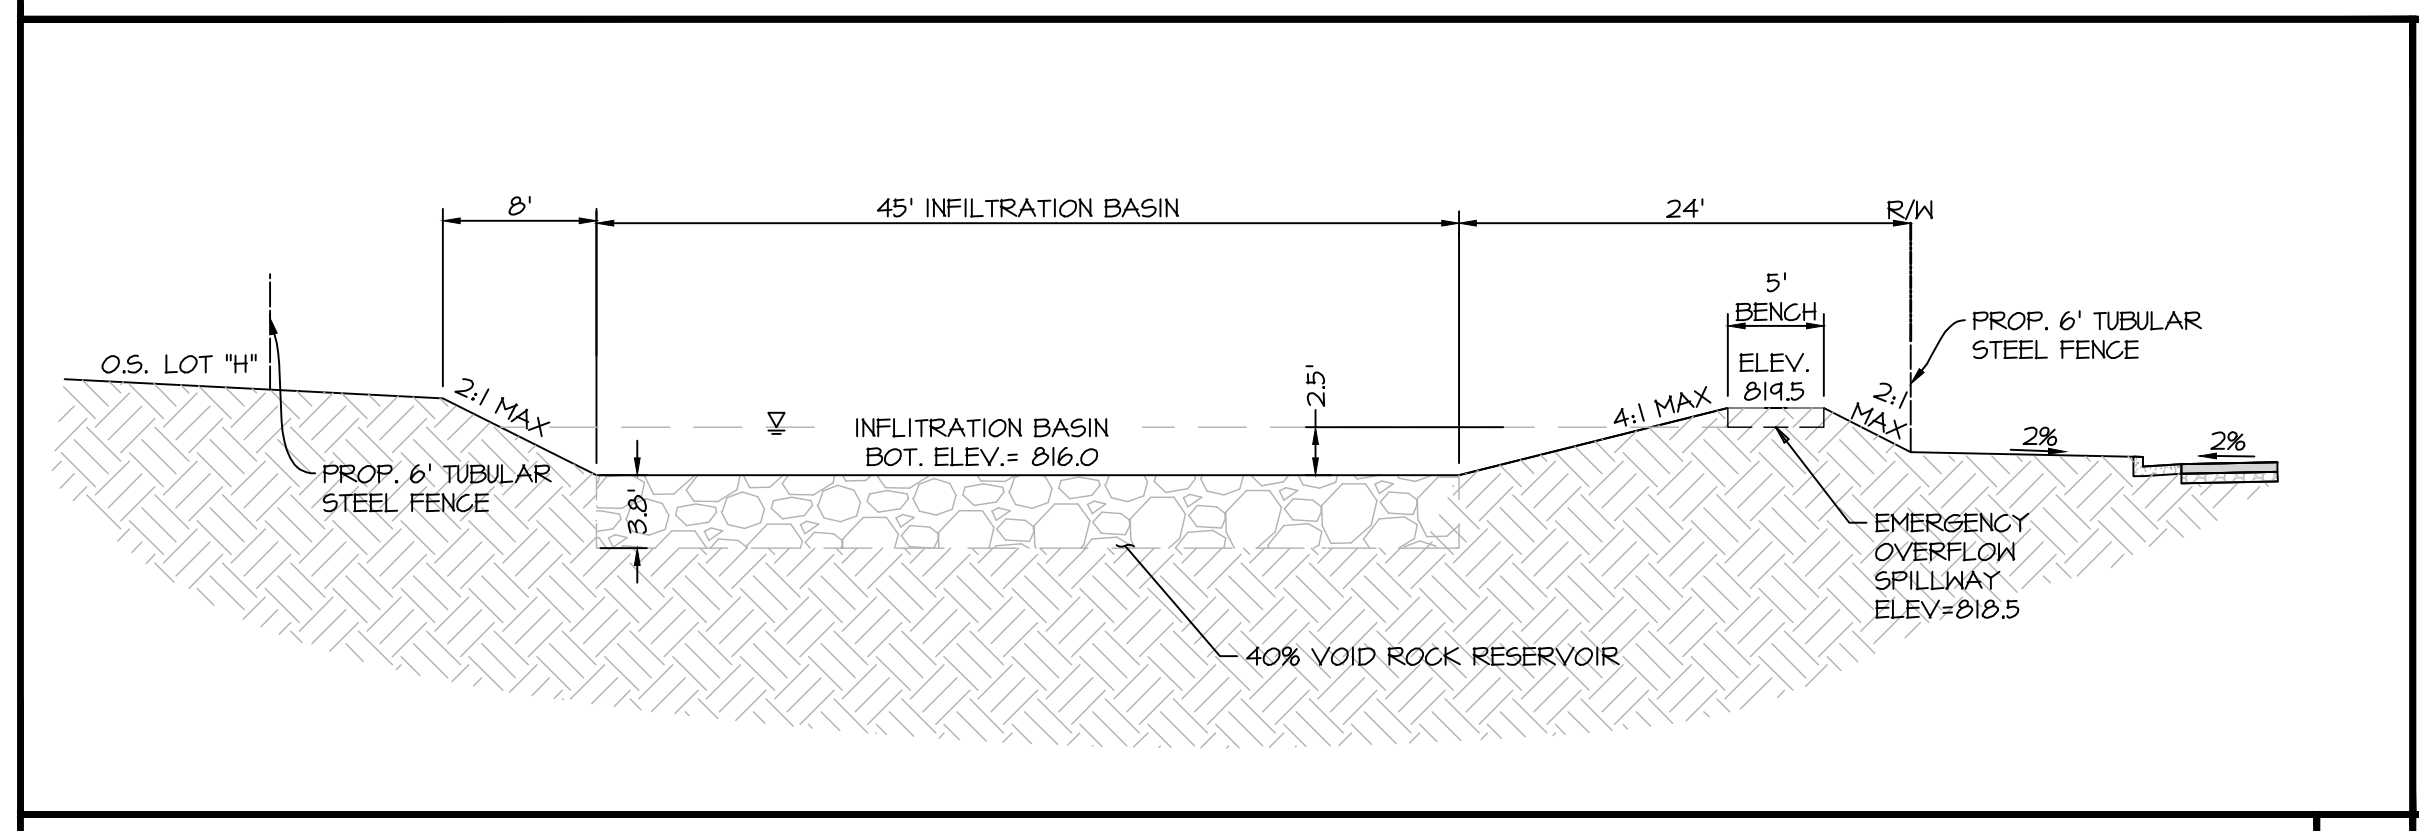 8'
45' INFILTRATION BASIN
24'
R/W
5'
BENCH
ELEV.
819.5
PROP. 6' TUBULAR
STEEL FENCE
O.S. LOT "H"
2:1 MAX
2.5'
4:1 MAX
2:1
MAX
INFLITRATION BASIN
BOT. ELEV.= 816.0
2%
2%
PROP. 6' TUBULAR
STEEL FENCE
3.8'
EMERGENCY
OVERFLOW
SPILLWAY
ELEV=818.5
40% VOID ROCK RESERVOIR